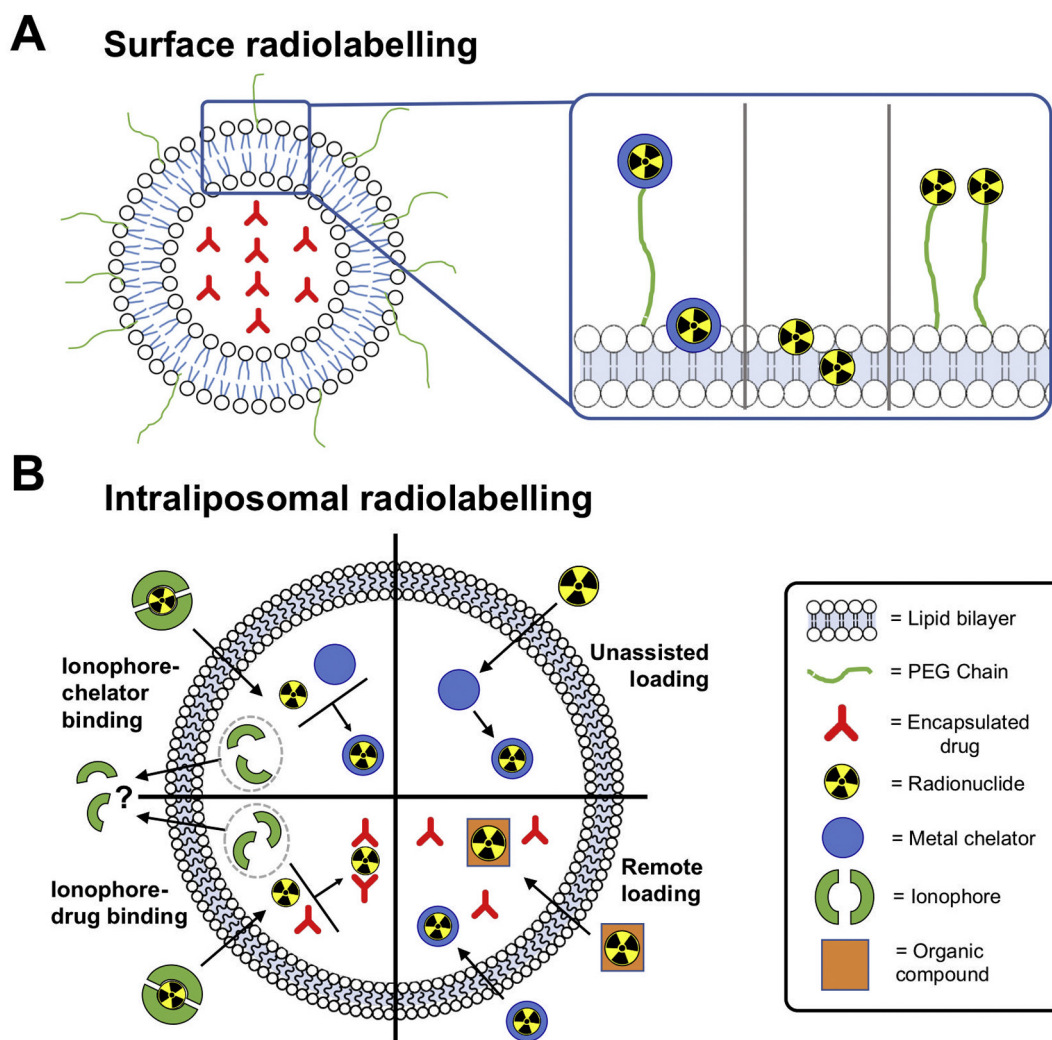 A
Surface radiolabelling
B
Intraliposomal radiolabelling
Ionophore-
chelator
binding
Unassisted
loading
?
Ionophore-
drug binding
Remote
loading
= Lipid bilayer
= PEG Chain
= Encapsulated
drug
= Radionuclide
= Metal chelator
= Ionophore
= Organic
compound